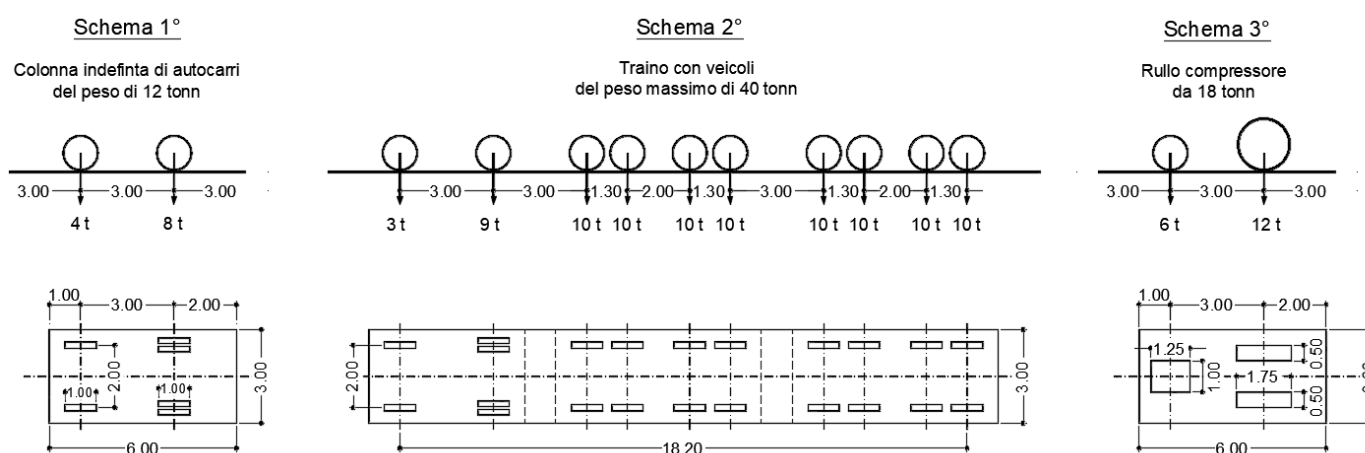 Schema 1°
Colonna indefinta di autocarri
del peso di 12 tonn
3.00 3.00 3.00
4 t 8 t
1.00 3.00 2.00
1.00 2.00 1.00 3.00
6.00
Schema 2°
Traino con veicoli
del peso massimo di 40 tonn
3.00 3.00 1.30 2.00 1.30 3.00 1.30 2.00 1.30
3 t 9 t 10 t 10 t 10 t 10 t 10 t 10 t 10 t 10 t
2.00 3.00
18.20
Schema 3°
Rullo compressore
da 18 tonn
3.00 3.00 3.00
6 t 12 t
1.00 3.00 2.00
1.25 1.00 1.75 0.50
0.50
6.00